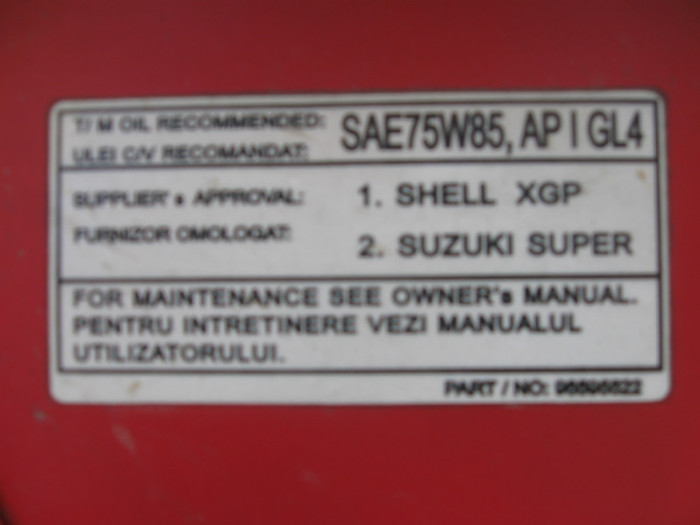 T/M OIL RECOMMENDED: SAE75W85, API GL4
ULEI C/V RECOMANDAT:
SUPPLIER's APPROVAL: 1. SHELL XGP
FURNIZOR OMOLOGAT: 2. SUZUKI SUPER
FOR MAINTENANCE SEE OWNER's MANUAL.
PENTRU INTRETINERE VEZI MANUALUL
UTILIZATORULUI.
PART / NO: